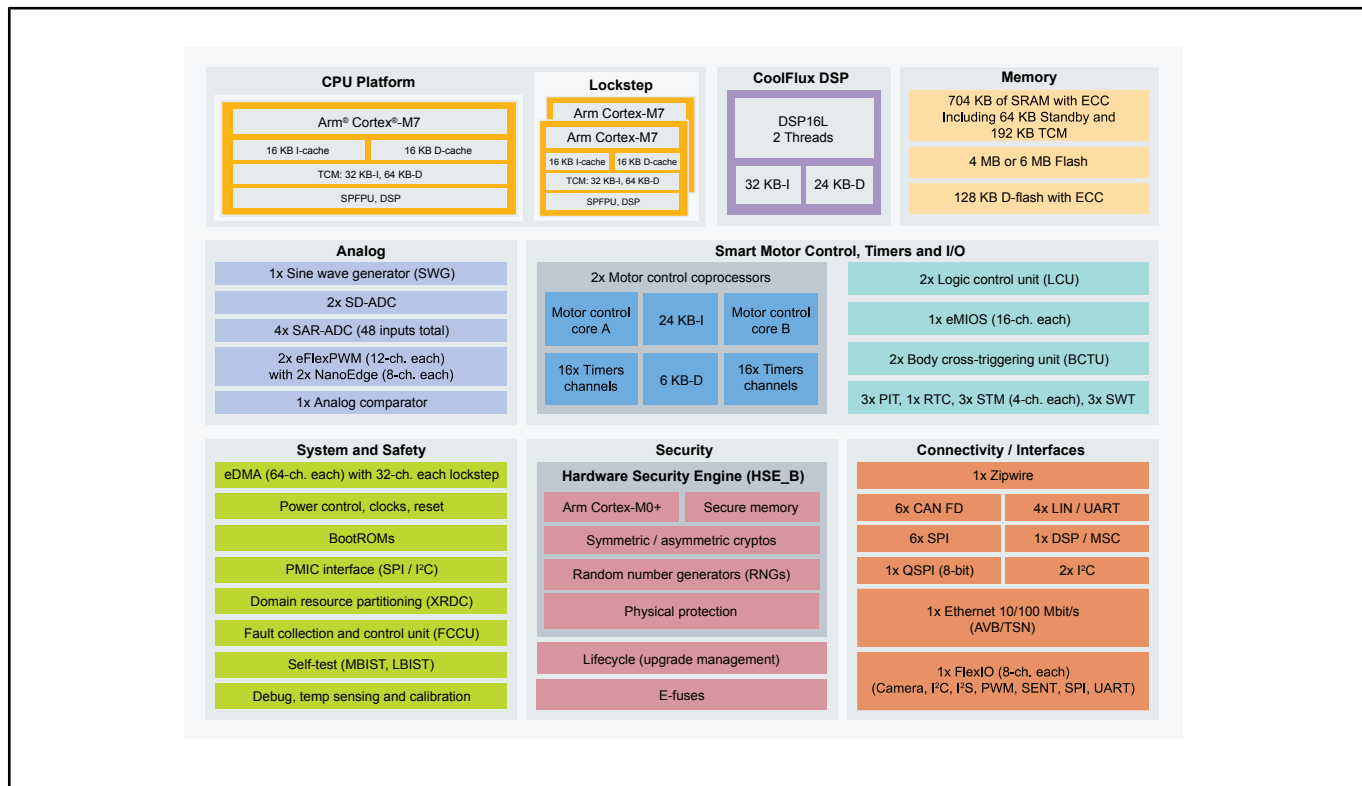 CPU Platform
Arm® Cortex®-M7
16 KB I-cache
16 KB D-cache
TCM: 32 KB-I, 64 KB-D
SPFPU, DSP
Lockstep
Arm Cortex-M7
Arm Cortex-M7
16 KB I-cache
16 KB D-cache
TCM: 32 KB-I, 64 KB-D
SPFPU, DSP
CoolFlux DSP
DSP16L
2 Threads
32 KB-I
24 KB-D
Memory
704 KB of SRAM with ECC
Including 64 KB Standby and
192 KB TCM
4 MB or 6 MB Flash
128 KB D-flash with ECC
Analog
1x Sine wave generator (SWG)
2x SD-ADC
4x SAR-ADC (48 inputs total)
2x eFlexPWM (12-ch. each)
with 2x NanoEdge (8-ch. each)
1x Analog comparator
Smart Motor Control, Timers and I/O
2x Motor control coprocessors
Motor control
core A
24 KB-I
Motor control
core B
16x Timers
channels
6 KB-D
16x Timers
channels
2x Logic control unit (LCU)
1x eMIOS (16-ch. each)
2x Body cross-triggering unit (BCTU)
3x PIT, 1x RTC, 3x STM (4-ch. each), 3x SWT
System and Safety
eDMA (64-ch. each) with 32-ch. each lockstep
Power control, clocks, reset
BootROMs
PMIC interface (SPI / I²C)
Domain resource partitioning (XRDC)
Fault collection and control unit (FCCU)
Self-test (MBIST, LBIST)
Debug, temp sensing and calibration
Security
Hardware Security Engine (HSE_B)
Arm Cortex-M0+
Secure memory
Symmetric / asymmetric cryptos
Random number generators (RNGs)
Physical protection
Lifecycle (upgrade management)
E-fuses
Connectivity / Interfaces
1x Zipwire
6x CAN FD
4x LIN / UART
6x SPI
1x DSP / MSC
1x QSPI (8-bit)
2x I²C
1x Ethernet 10/100 Mbit/s
(AVB/TSN)
1x FlexIO (8-ch. each)
(Camera, I²C, I²S, PWM, SENT, SPI, UART)